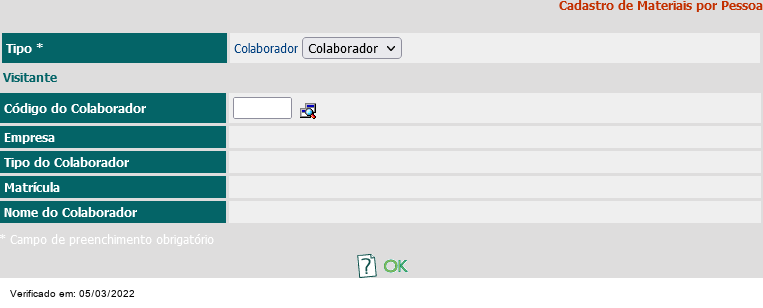 Cadastro de Materiais por Pessoa
Tipo * Colaborador Colaborador
Visitante
Código do Colaborador
Empresa
Tipo do Colaborador
Matrícula
Nome do Colaborador
* Campo de preenchimento obrigatório
? OK
Verificado em: 05/03/2022